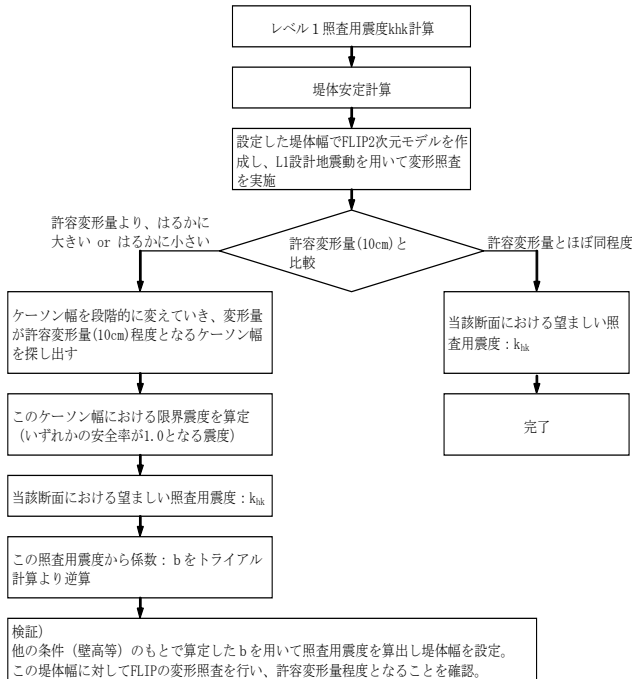 レベル１照査用震度khk計算
堤体安定計算
設定した堤体幅でFLIP2次元モデルを作
成し、L1設計地震動を用いて変形照査
を実施
許容変形量より、はるかに
大きい or はるかに小さい
許容変形量(10cm)と
比較
許容変形量とほぼ同程度
ケーソン幅を段階的に変えていき、変形量
が許容変形量(10cm)程度となるケーソン幅
を探し出す
当該断面における望ましい照
査用震度：khk
このケーソン幅における限界震度を算定
（いずれかの安全率が1.0となる震度）
完了
当該断面における望ましい照査用震度：khk
この照査用震度から係数：ｂをトライアル
計算より逆算
検証）
他の条件（壁高等）のもとで算定したｂを用いて照査用震度を算出し堤体幅を設定。
この堤体幅に対してFLIPの変形照査を行い、許容変形量程度となることを確認。